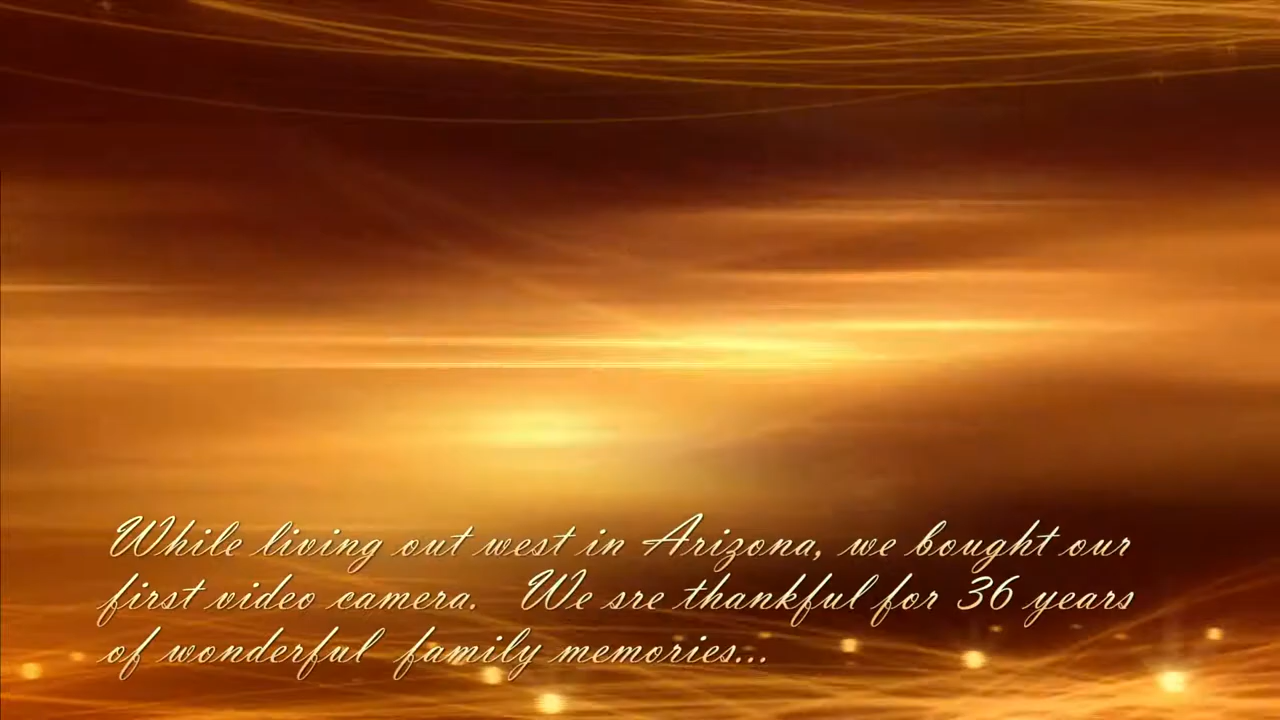 While living out west in Arizona, we bought our
first video camera. We sre thankful for 36 years
of wonderful family memories...